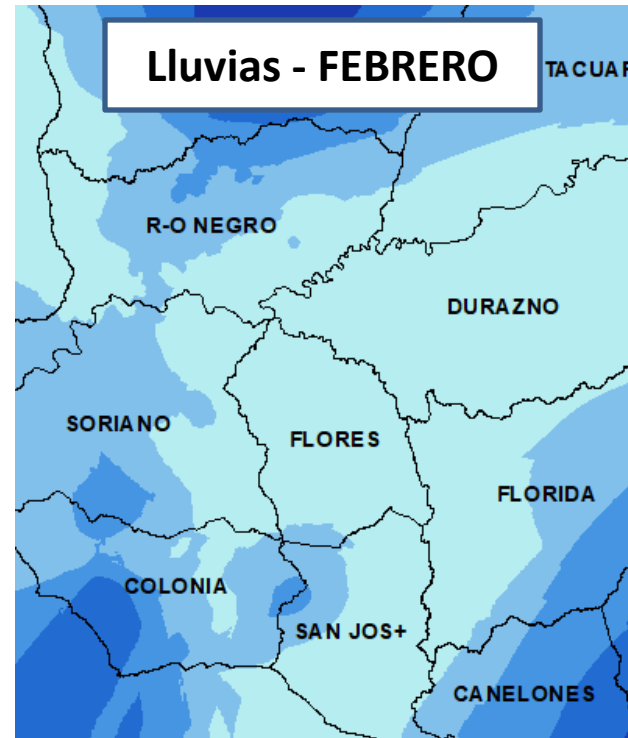 Lluvias - FEBRERO
TACUAR
R-O NEGRO
DURAZNO
SORIANO
FLORES
FLORIDA
COLONIA
SAN JOS+
CANELONES